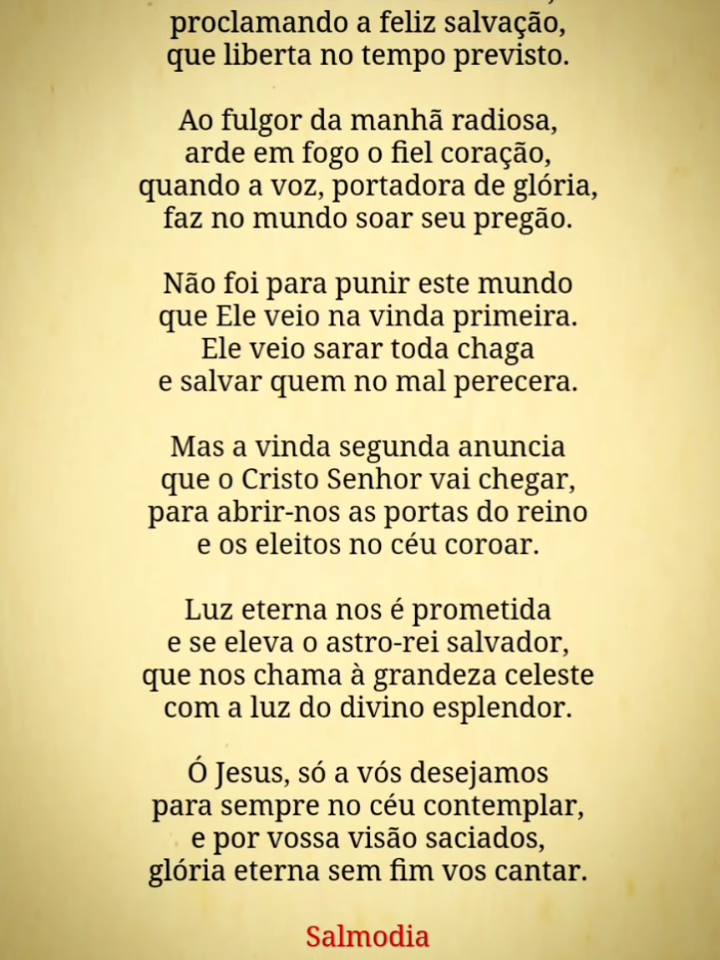 proclamando a feliz salvação,
que liberta no tempo previsto.
Ao fulgor da manhã radiosa,
arde em fogo o fiel coração,
quando a voz, portadora de glória,
faz no mundo soar seu pregão.
Não foi para punir este mundo
que Ele veio na vinda primeira.
Ele veio sarar toda chaga
e salvar quem no mal perecera.
Mas a vinda segunda anuncia
que o Cristo Senhor vai chegar,
para abrir-nos as portas do reino
e os eleitos no céu coroar.
Luz eterna nos é prometida
e se eleva o astro-rei salvador,
que nos chama à grandeza celeste
com a luz do divino esplendor.
Ó Jesus, só a vós desejamos
para sempre no céu contemplar,
e por vossa visão saciados,
glória eterna sem fim vos cantar.
Salmodia